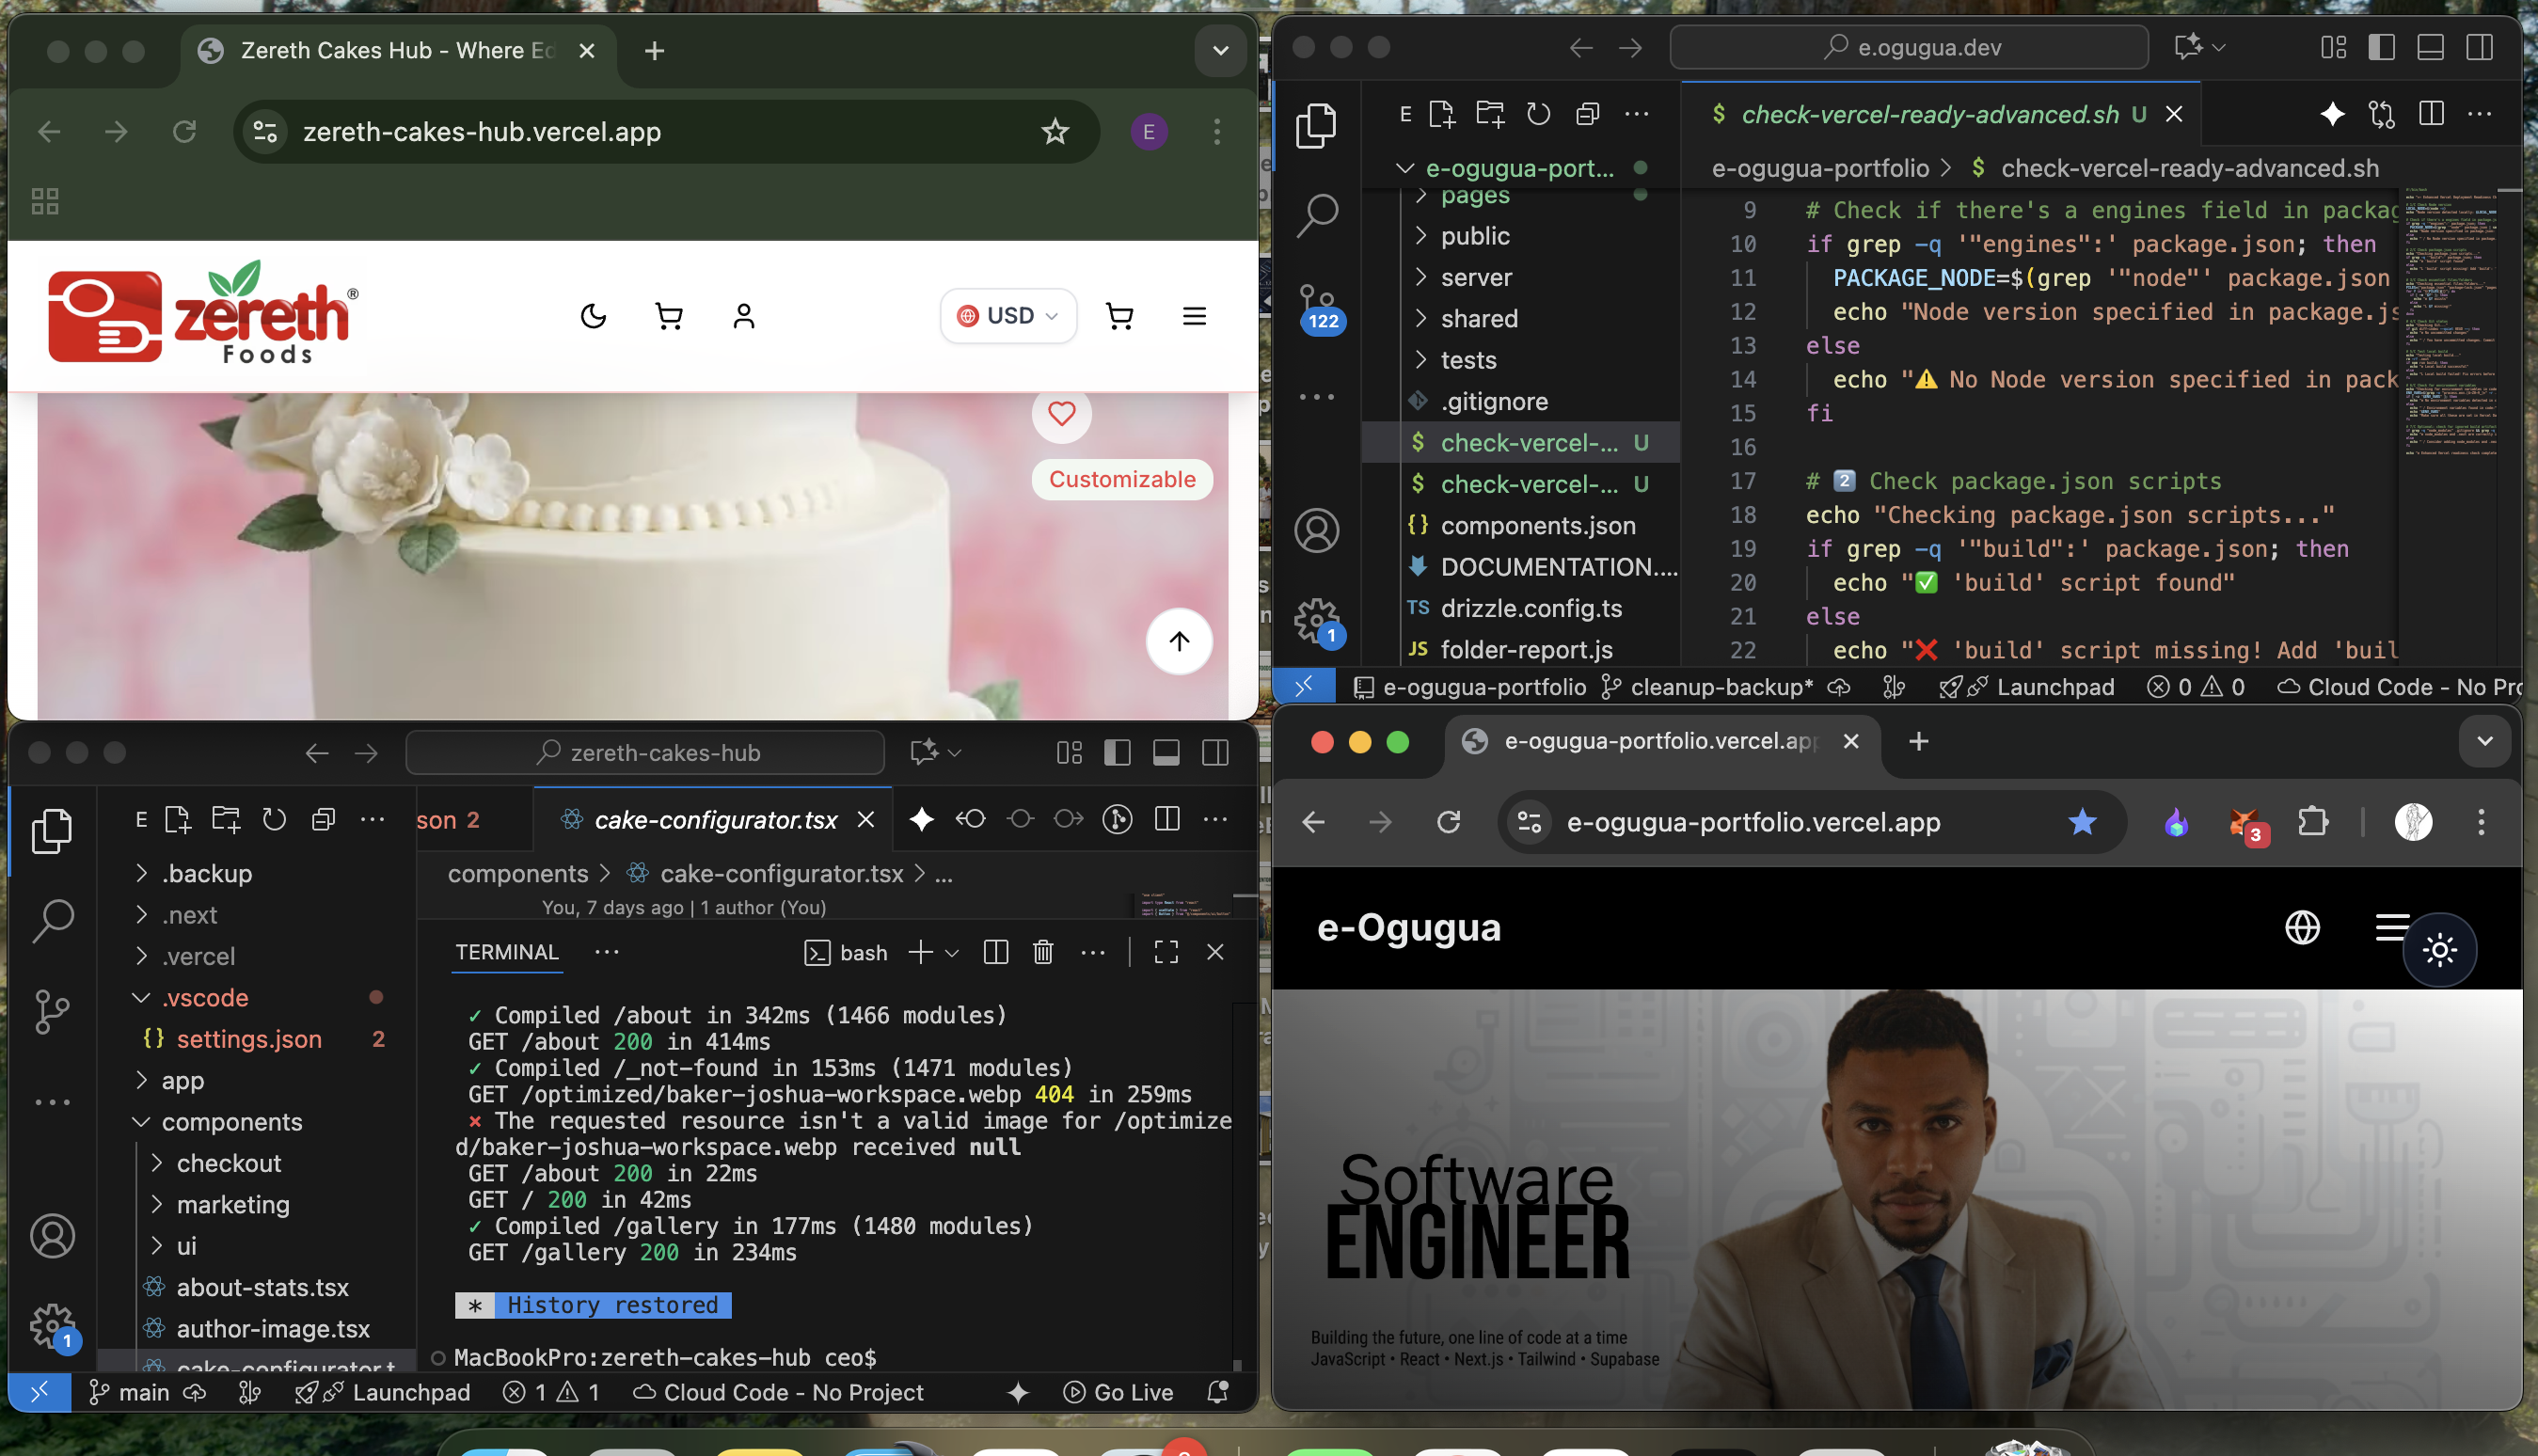 Zereth Cakes Hub - Where Ed
zereth-cakes-hub.vercel.app
E
zereth®
Foods
USD
Customizable
e.ogugua.dev
E
check-vercel-ready-advanced.sh U
e-ogugua-port...
e-ogugua-portfolio > $ check-vercel-ready-advanced.sh
pages
public
server
shared
tests
.gitignore
$ check-vercel-... U
$ check-vercel-... U
{} components.json
DOCUMENTATION....
TS drizzle.config.ts
JS folder-report.js
122
1
9 # Check if there's a engines field in packag
10 if grep -q '"engines":' package.json; then
11 PACKAGE_NODE=$(grep '"node"' package.json
12 echo "Node version specified in package.js
13 else
14 echo "⚠️ No Node version specified in pack
15 fi
16
17 # 2️⃣ Check package.json scripts
18 echo "Checking package.json scripts..."
19 if grep -q '"build":' package.json; then
20 echo "✅ 'build' script found"
21 else
22 echo "❌ 'build' script missing! Add 'buil
e-ogugua-portfolio cleanup-backup* Launchpad 0 0 Cloud Code - No Pro
zereth-cakes-hub
E
son 2
cake-configurator.tsx
components > cake-configurator.tsx > ...
You, 7 days ago | 1 author (You)
.backup
.next
.vercel
.vscode
{} settings.json 2
app
components
checkout
marketing
ui
about-stats.tsx
author-image.tsx
cake-configurator.t
1
TERMINAL ... bash
✓ Compiled /about in 342ms (1466 modules)
GET /about 200 in 414ms
✓ Compiled /_not-found in 153ms (1471 modules)
GET /optimized/baker-joshua-workspace.webp 404 in 259ms
⨯ The requested resource isn't a valid image for /optimize
d/baker-joshua-workspace.webp received null
GET /about 200 in 22ms
GET / 200 in 42ms
✓ Compiled /gallery in 177ms (1480 modules)
GET /gallery 200 in 234ms
* History restored
MacBookPro:zereth-cakes-hub ceo$
main Launchpad 1 1 Cloud Code - No Project Go Live
e-ogugua-portfolio.vercel.app
e-ogugua-portfolio.vercel.app
3
e-Ogugua
Software
ENGINEER
Building the future, one line of code at a time
JavaScript • React • Next.js • Tailwind • Supabase